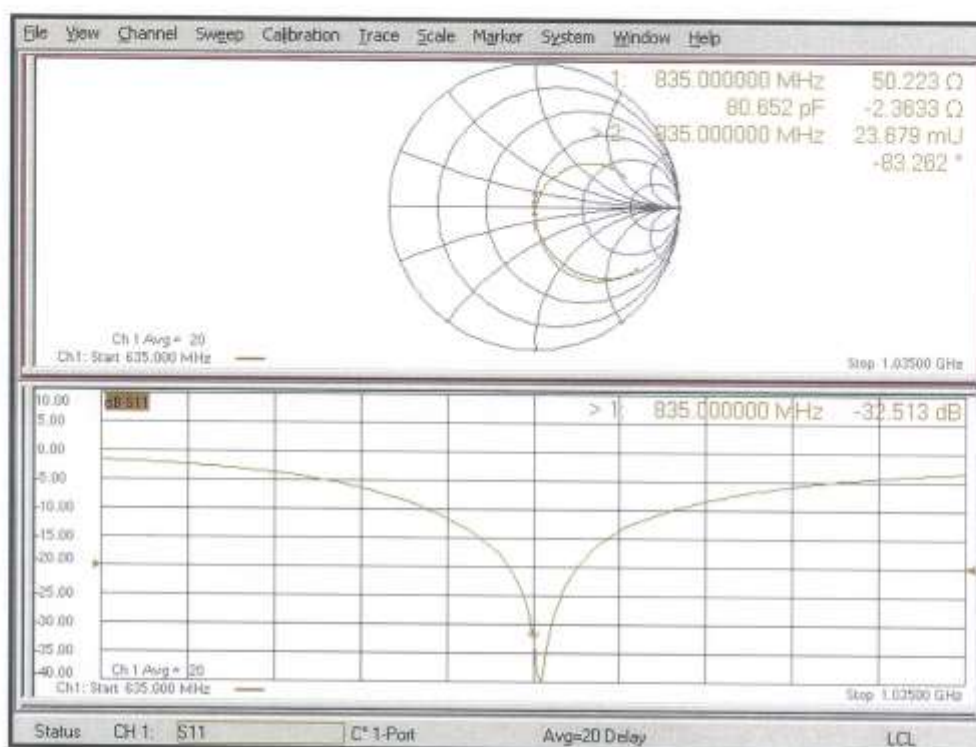 File View Channel Sweep Calibration Trace Scale Marker System Window Help
1: 835.000000 MHz 50.223 Ω
80.652 pF -2.3633 Ω
> 2: 835.000000 MHz 23.679 mU
-83.262 °
Ch 1 Avg = 20
Ch1: Start 635.000 MHz Stop 1.03500 GHz
10.00 dB S11 > 1: 835.000000 MHz -32.513 dB
5.00
0.00
-5.00
-10.00
-15.00
-20.00
-25.00
-30.00
-35.00
-40.00 Ch 1 Avg = 20
Ch1: Start 635.000 MHz Stop 1.03500 GHz
Status CH 1: S11 C* 1-Port Avg=20 Delay LCL